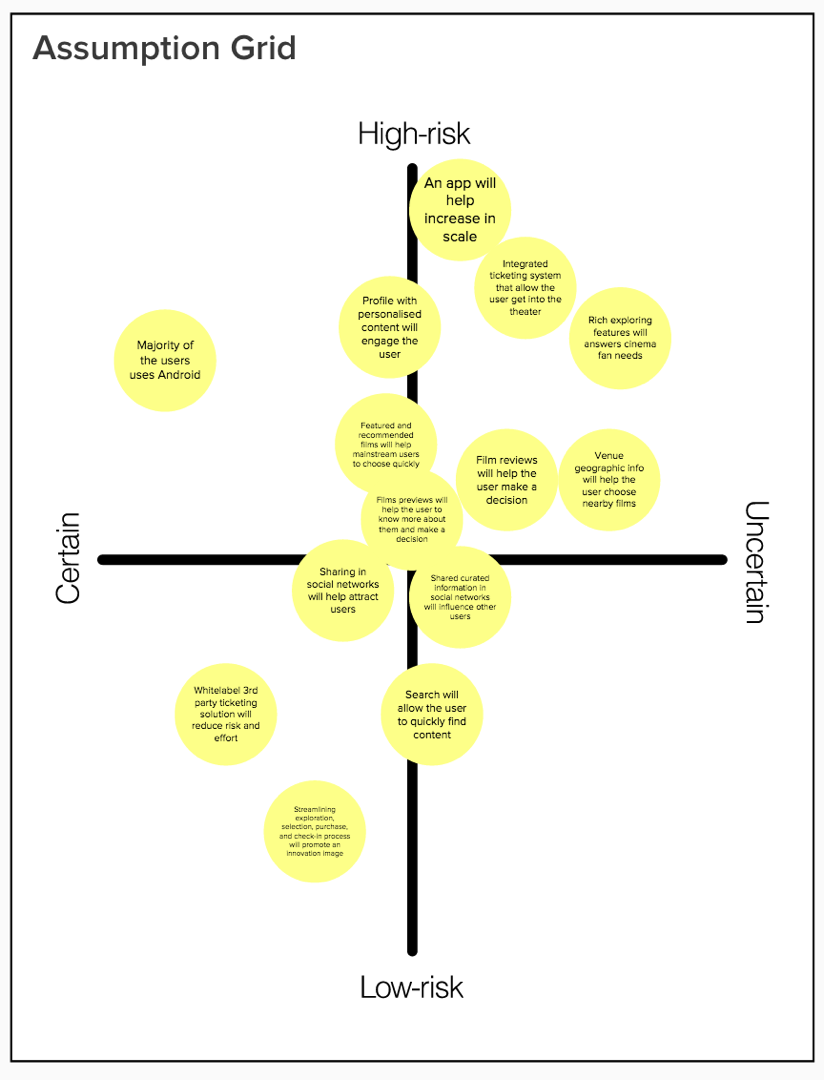 Assumption Grid
High-risk
An app will
help
increase in
scale
Integrated
ticketing system
that allow the
user get into the
theater
Profile with
personalised
content will
engage the
user
Rich exploring
features will
answers cinema
fan needs
Majority of
the users
uses Android
Featured and
recommended
films will help
mainstream users
to choose quickly
Film reviews
will help the
user make a
decision
Venue
geographic info
will help the
user choose
nearby films
Films previews will
help the user to
know more about
them and make a
decision
Certain
Uncertain
Sharing in
social networks
will help attract
users
Shared curated
information in
social networks
will influence other
users
Whitelabel 3rd
party ticketing
solution will
reduce risk and
effort
Search will
allow the user
to quickly find
content
Streamlining
exploration,
selection, purchase,
and check-in process
will promote an
innovation image
Low-risk